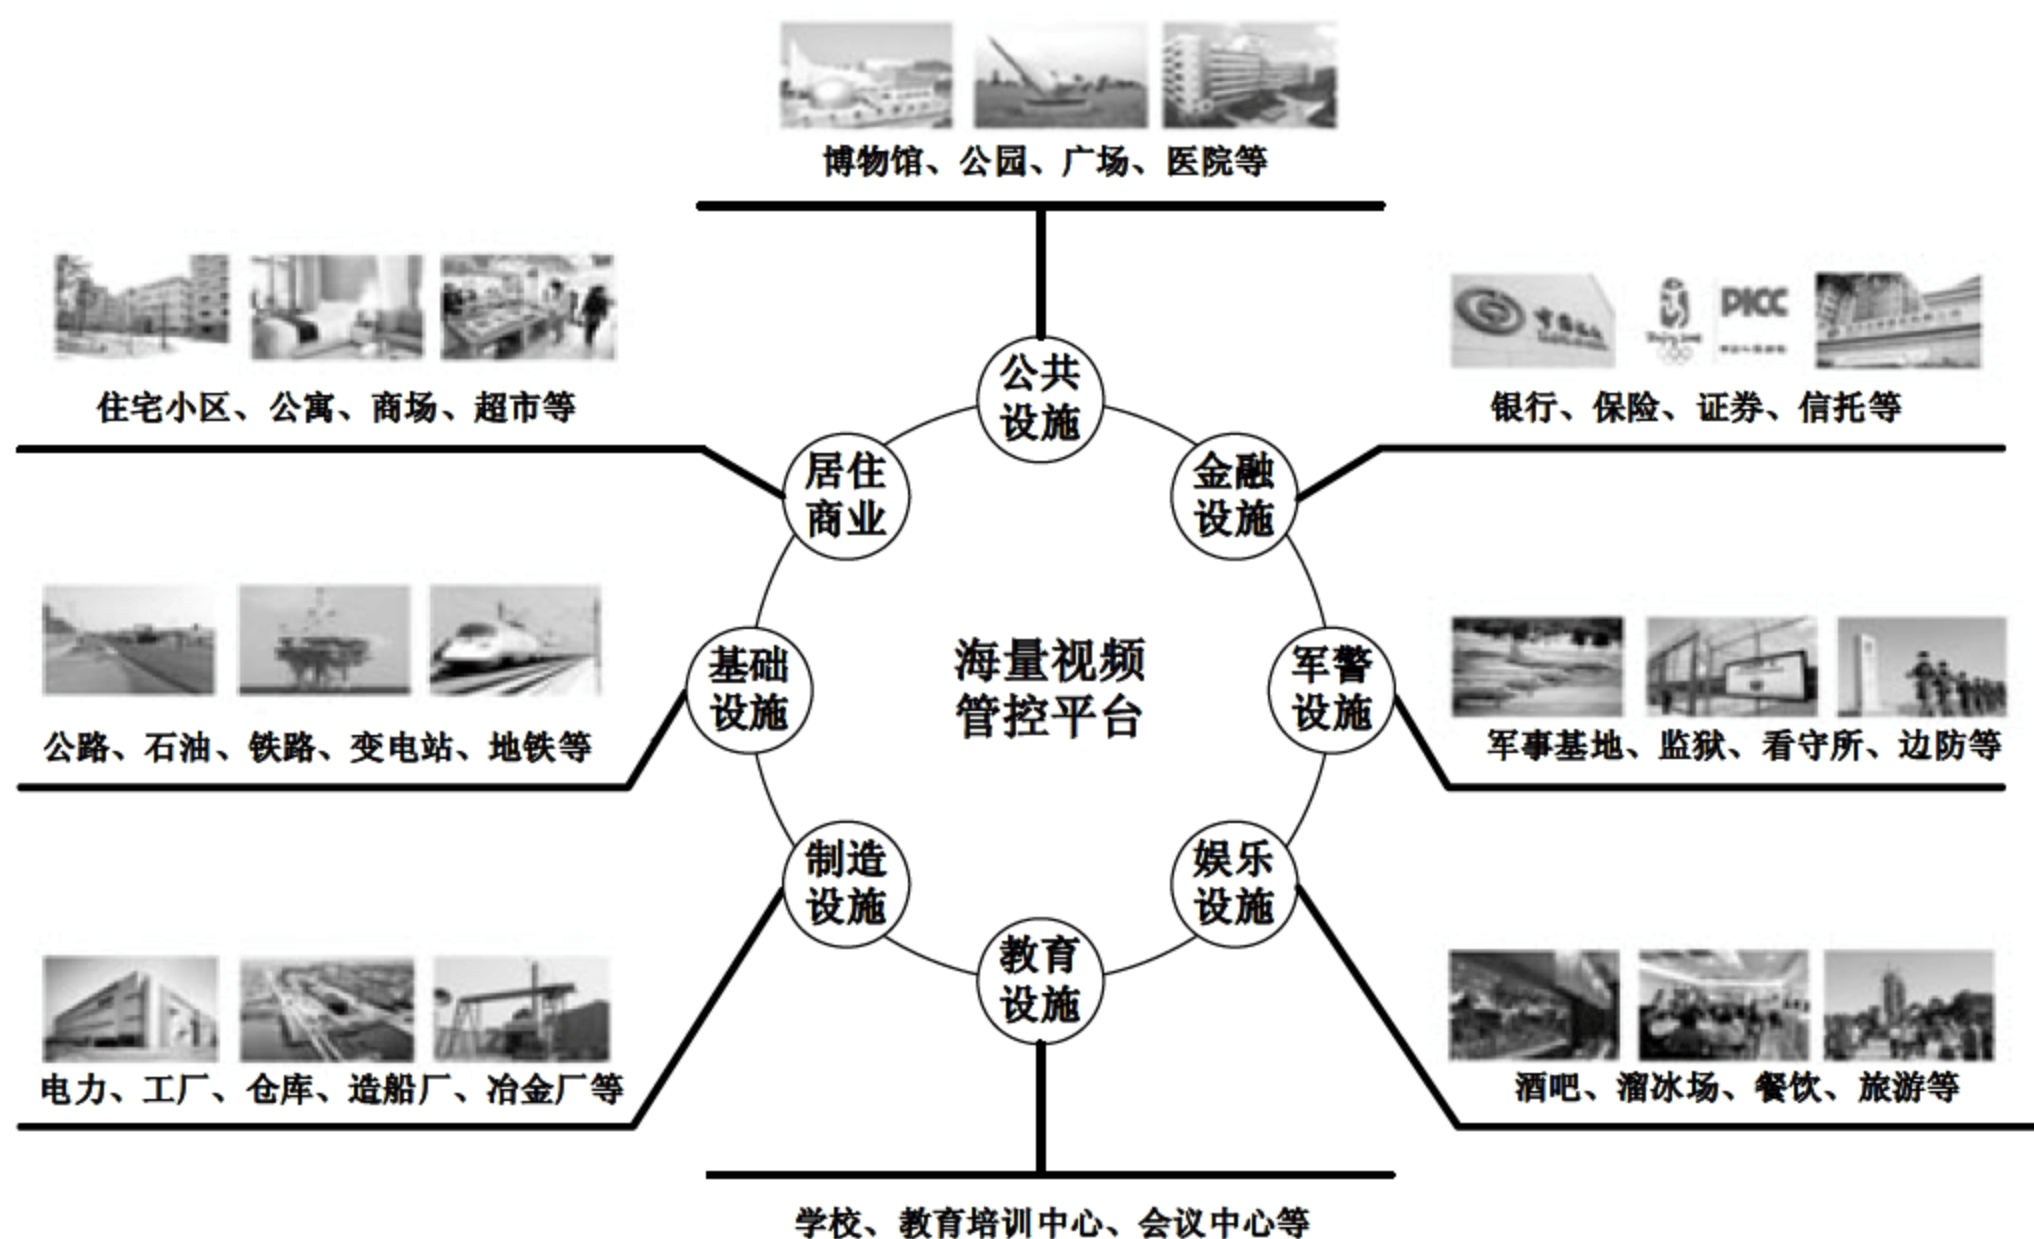 博物馆、公园、广场、医院等
住宅小区、公寓、商场、超市等
PICC
银行、保险、证券、信托等
公共
设施
居住
商业
金融
设施
海量视频
管控平台
基础
设施
军警
设施
公路、石油、铁路、变电站、地铁等
军事基地、监狱、看守所、边防等
制造
设施
娱乐
设施
教育
设施
电力、工厂、仓库、造船厂、冶金厂等
酒吧、溜冰场、餐饮、旅游等
学校、教育培训中心、会议中心等